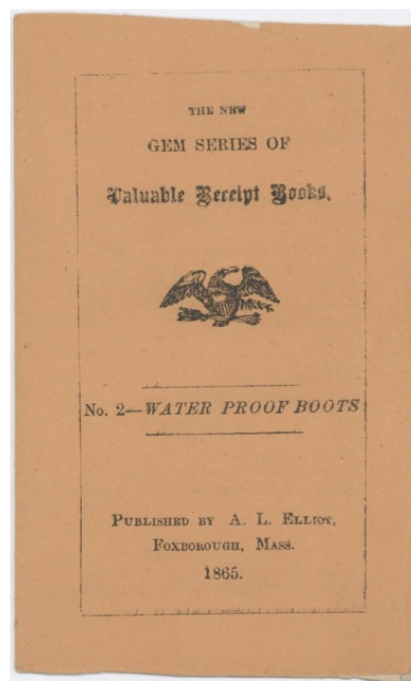 THE NEW
GEM SERIES OF
Valuable Receipt Books,
No. 2—WATER PROOF BOOTS
PUBLISHED BY A. L. ELLIOT,
FOXBOROUGH, MASS.
1865.